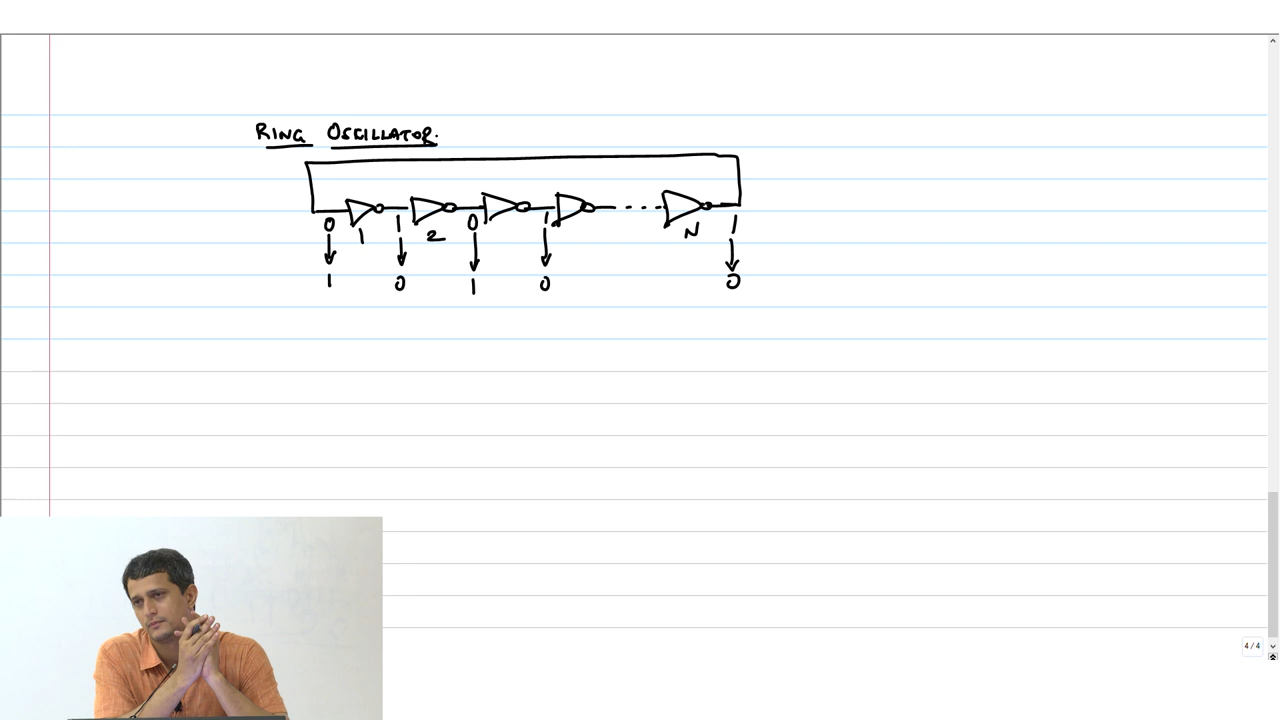 RING OSCILLATOR.
0 1 0 1 1
1 2 N
1 0 1 0 0
4 / 4